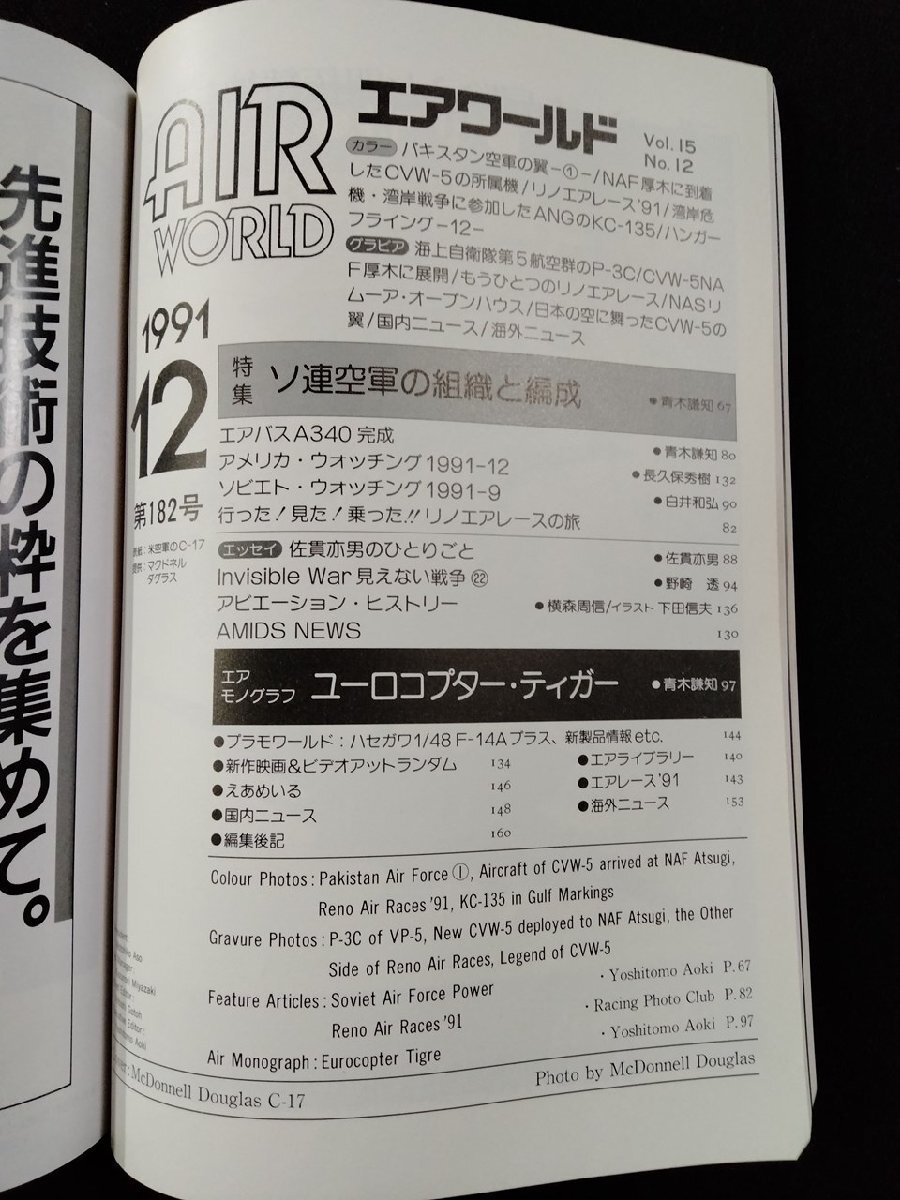 先進技術の粋を集めて。
AIR
WORLD
エアワールド
Vol. 15
No. 12
1991
12
第182号
表紙：米空軍のC-17
提供：マクドネル
ダグラス
カラー パキスタン空軍の翼-①-/NAF厚木に到着
したCVW-5の所属機/リノエアレース'91/湾岸危
機・湾岸戦争に参加したANGのKC-135/ハンガー
フライング-12-
グラビア 海上自衛隊第5航空群のP-3C/CVW-5NA
F厚木に展開/もうひとつのリノエアレース/NASリ
ムーア・オープンハウス/日本の空に舞ったCVW-5の
翼/国内ニュース/海外ニュース
特集 ソ連空軍の組織と編成 ●青木謙知 67
エアバスA340完成 ●青木謙知 80
アメリカ・ウォッチング1991-12 ●長久保秀樹 132
ソビエト・ウォッチング1991-9 ●白井和弘 90
行った！見た！乗った!! リノエアレースの旅 82
エッセイ 佐貫亦男のひとりごと ●佐貫亦男 88
Invisible War 見えない戦争㉒ ●野崎 透 94
アビエーション・ヒストリー ●横森周信/イラスト 下田信夫 136
AMIDS NEWS 130
エア
モノグラフ ユーロコプター・ティガー ●青木謙知 97
●プラモワールド：ハセガワ1/48 F-14Aプラス、新製品情報etc. 144
●新作映画&ビデオアットランダム 134 ●エアライブラリー 140
●えあめいる 146 ●エアレース'91 143
●国内ニュース 148 ●海外ニュース 153
●編集後記 160
Colour Photos : Pakistan Air Force ①, Aircraft of CVW-5 arrived at NAF Atsugi,
Reno Air Races '91, KC-135 in Gulf Markings
Gravure Photos : P-3C of VP-5, New CVW-5 deployed to NAF Atsugi, the Other
Side of Reno Air Races, Legend of CVW-5
Feature Articles : Soviet Air Force Power ・Yoshitomo Aoki P.67
Reno Air Races '91 ・Racing Photo Club P.82
Air Monograph : Eurocopter Tigre ・Yoshitomo Aoki P.97
McDonnell Douglas C-17
Photo by McDonnell Douglas
Aso
Miyazaki
Editor:
Editor:
Aoki